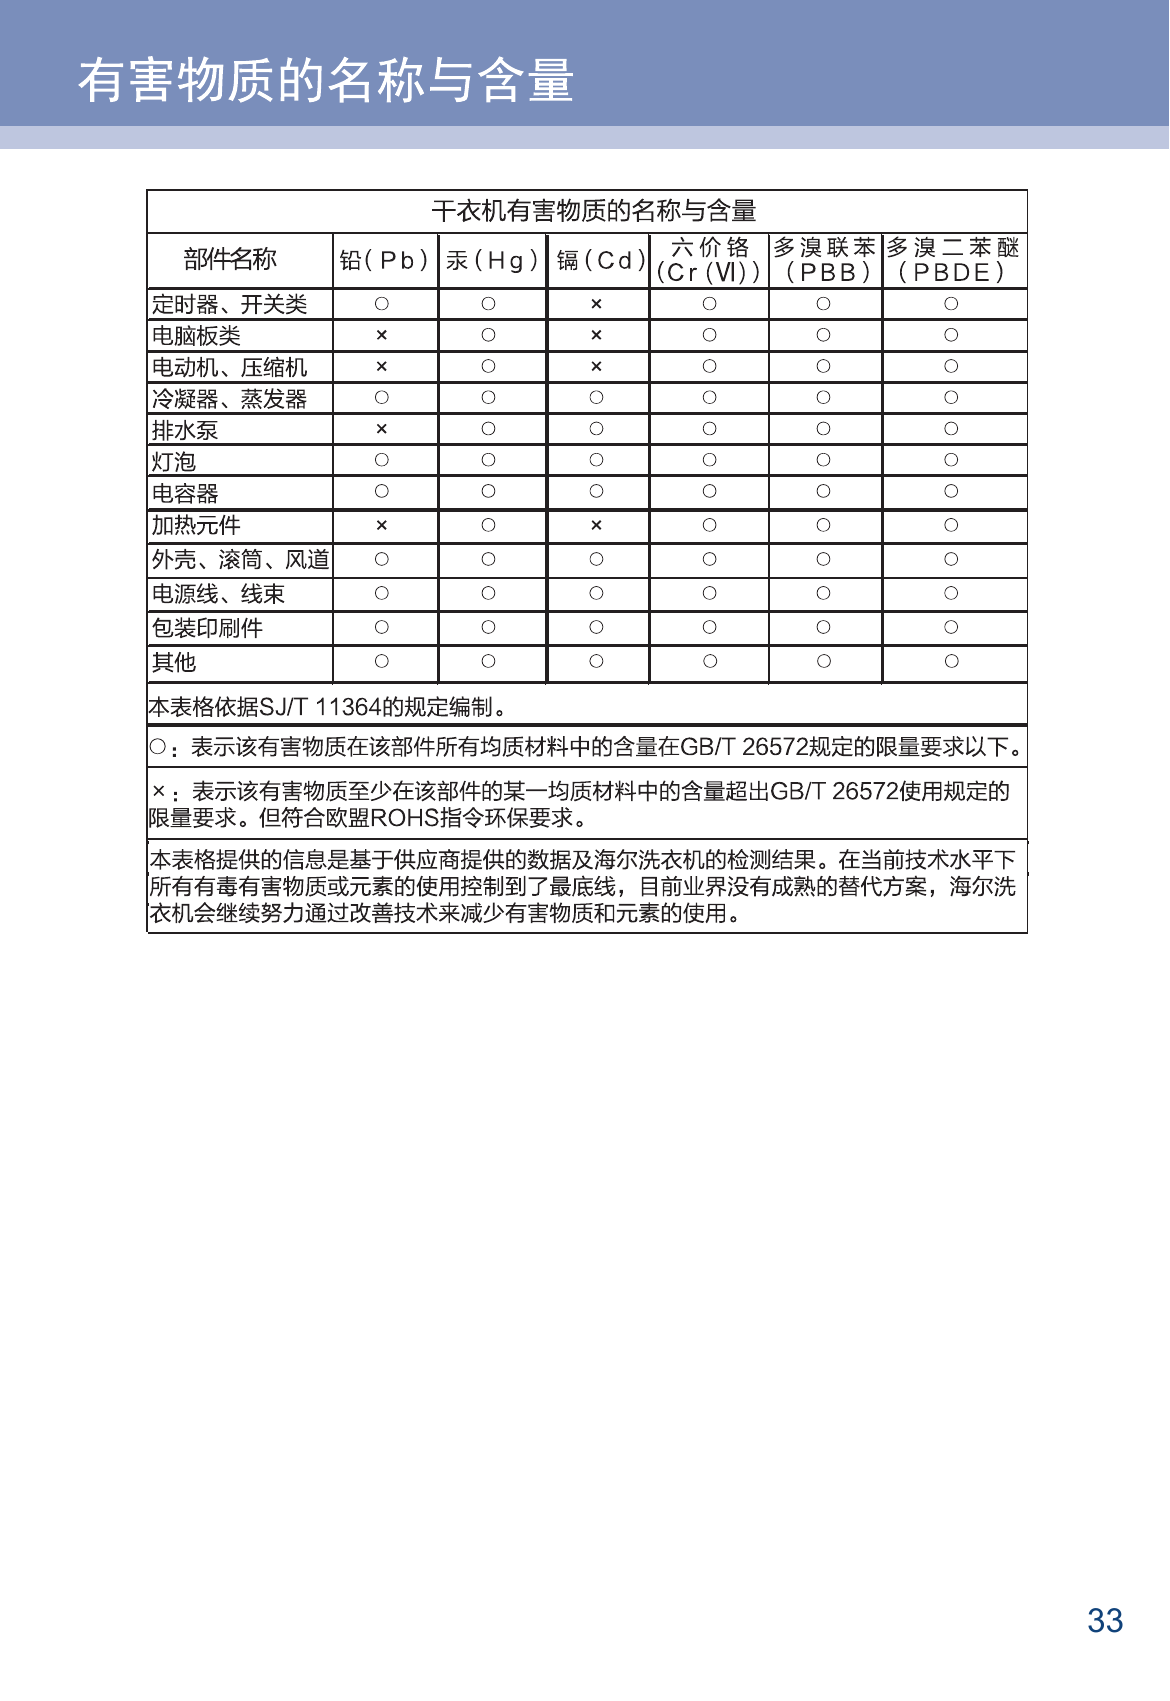 有害物质的名称与含量
干衣机有害物质的名称与含量
部件名称 铅(Pb) 汞(Hg) 镉(Cd) 六价铬(Cr(Ⅵ)) 多溴联苯(PBB) 多溴二苯醚(PBDE)
定时器、开关类 ○ ○ × ○ ○ ○
电脑板类 × ○ × ○ ○ ○
电动机、压缩机 × ○ × ○ ○ ○
冷凝器、蒸发器 ○ ○ ○ ○ ○ ○
排水泵 × ○ ○ ○ ○ ○
灯泡 ○ ○ ○ ○ ○ ○
电容器 ○ ○ ○ ○ ○ ○
加热元件 × ○ × ○ ○ ○
外壳、滚筒、风道 ○ ○ ○ ○ ○ ○
电源线、线束 ○ ○ ○ ○ ○ ○
包装印刷件 ○ ○ ○ ○ ○ ○
其他 ○ ○ ○ ○ ○ ○
本表格依据SJ/T 11364的规定编制。
○：表示该有害物质在该部件所有均质材料中的含量在GB/T 26572规定的限量要求以下。
×：表示该有害物质至少在该部件的某一均质材料中的含量超出GB/T 26572使用规定的
限量要求。但符合欧盟ROHS指令环保要求。
本表格提供的信息是基于供应商提供的数据及海尔洗衣机的检测结果。在当前技术水平下
所有有毒有害物质或元素的使用控制到了最底线，目前业界没有成熟的替代方案，海尔洗
衣机会继续努力通过改善技术来减少有害物质和元素的使用。
33